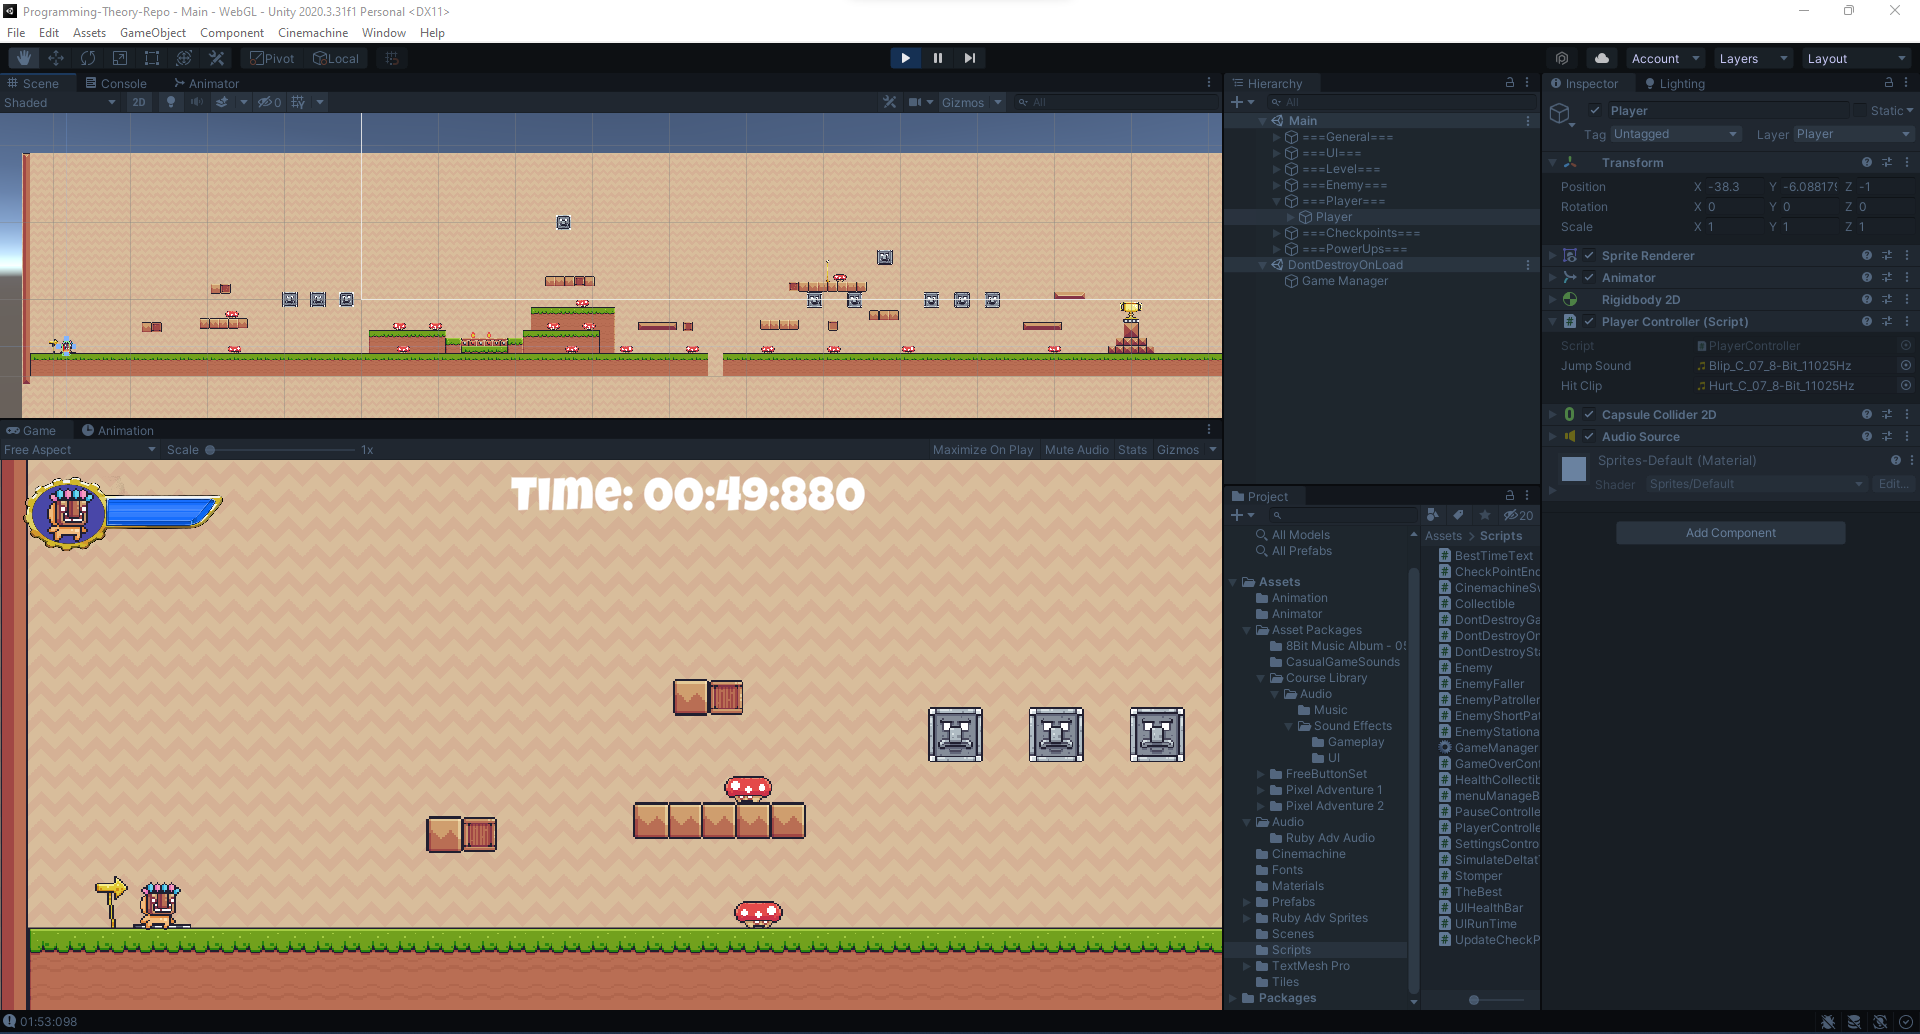 Programming-Theory-Repo - Main - WebGL - Unity 2020.3.31f1 Personal <DX11>
File Edit Assets GameObject Component Cinemachine Window Help
Pivot Local Account Layers Layout
Scene Console Animator
Shaded 2D 0 Gizmos All
Hierarchy
All
Main
===General===
===UI===
===Level===
===Enemy===
===Player===
Player
===Checkpoints===
===PowerUps===
DontDestroyOnLoad
Game Manager
Inspector Lighting
Player Static
Tag Untagged Layer Player
Transform
Position X -38.3 Y -6.088179 Z -1
Rotation X 0 Y 0 Z 0
Scale X 1 Y 1 Z 1
Sprite Renderer
Animator
Rigidbody 2D
Player Controller (Script)
Script PlayerController
Jump Sound Blip_C_07_8-Bit_11025Hz
Hit Clip Hurt_C_07_8-Bit_11025Hz
Capsule Collider 2D
Audio Source
Sprites-Default (Material)
Shader Sprites/Default Edit...
Add Component
Game Animation
Free Aspect Scale 1x Maximize On Play Mute Audio Stats Gizmos
Time: 00:49:880
Project
20
All Models
All Prefabs
Assets
Animation
Animator
Asset Packages
8Bit Music Album - 05
CasualGameSounds
Course Library
Audio
Music
Sound Effects
Gameplay
UI
FreeButtonSet
Pixel Adventure 1
Pixel Adventure 2
Audio
Ruby Adv Audio
Cinemachine
Fonts
Materials
Prefabs
Ruby Adv Sprites
Scenes
Scripts
TextMesh Pro
Tiles
Packages
Assets > Scripts
BestTimeText
CheckPointEnd
CinemachineSw
Collectible
DontDestroyGa
DontDestroyOn
DontDestroySta
Enemy
EnemyFaller
EnemyPatroller
EnemyShortPat
EnemyStationa
GameManager
GameOverCont
HealthCollectib
menuManageB
PauseControlle
PlayerControlle
SettingsContro
SimulateDeltaT
Stomper
TheBest
UIHealthBar
UIRunTime
UpdateCheckP
01:53:098